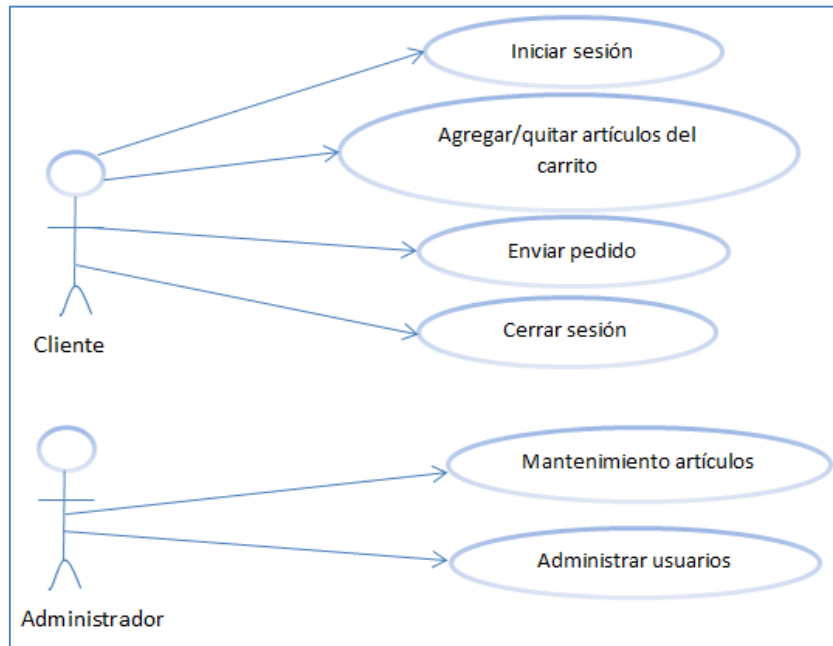 Iniciar sesión
Agregar/quitar artículos del
carrito
Enviar pedido
Cerrar sesión
Cliente
Mantenimiento artículos
Administrar usuarios
Administrador